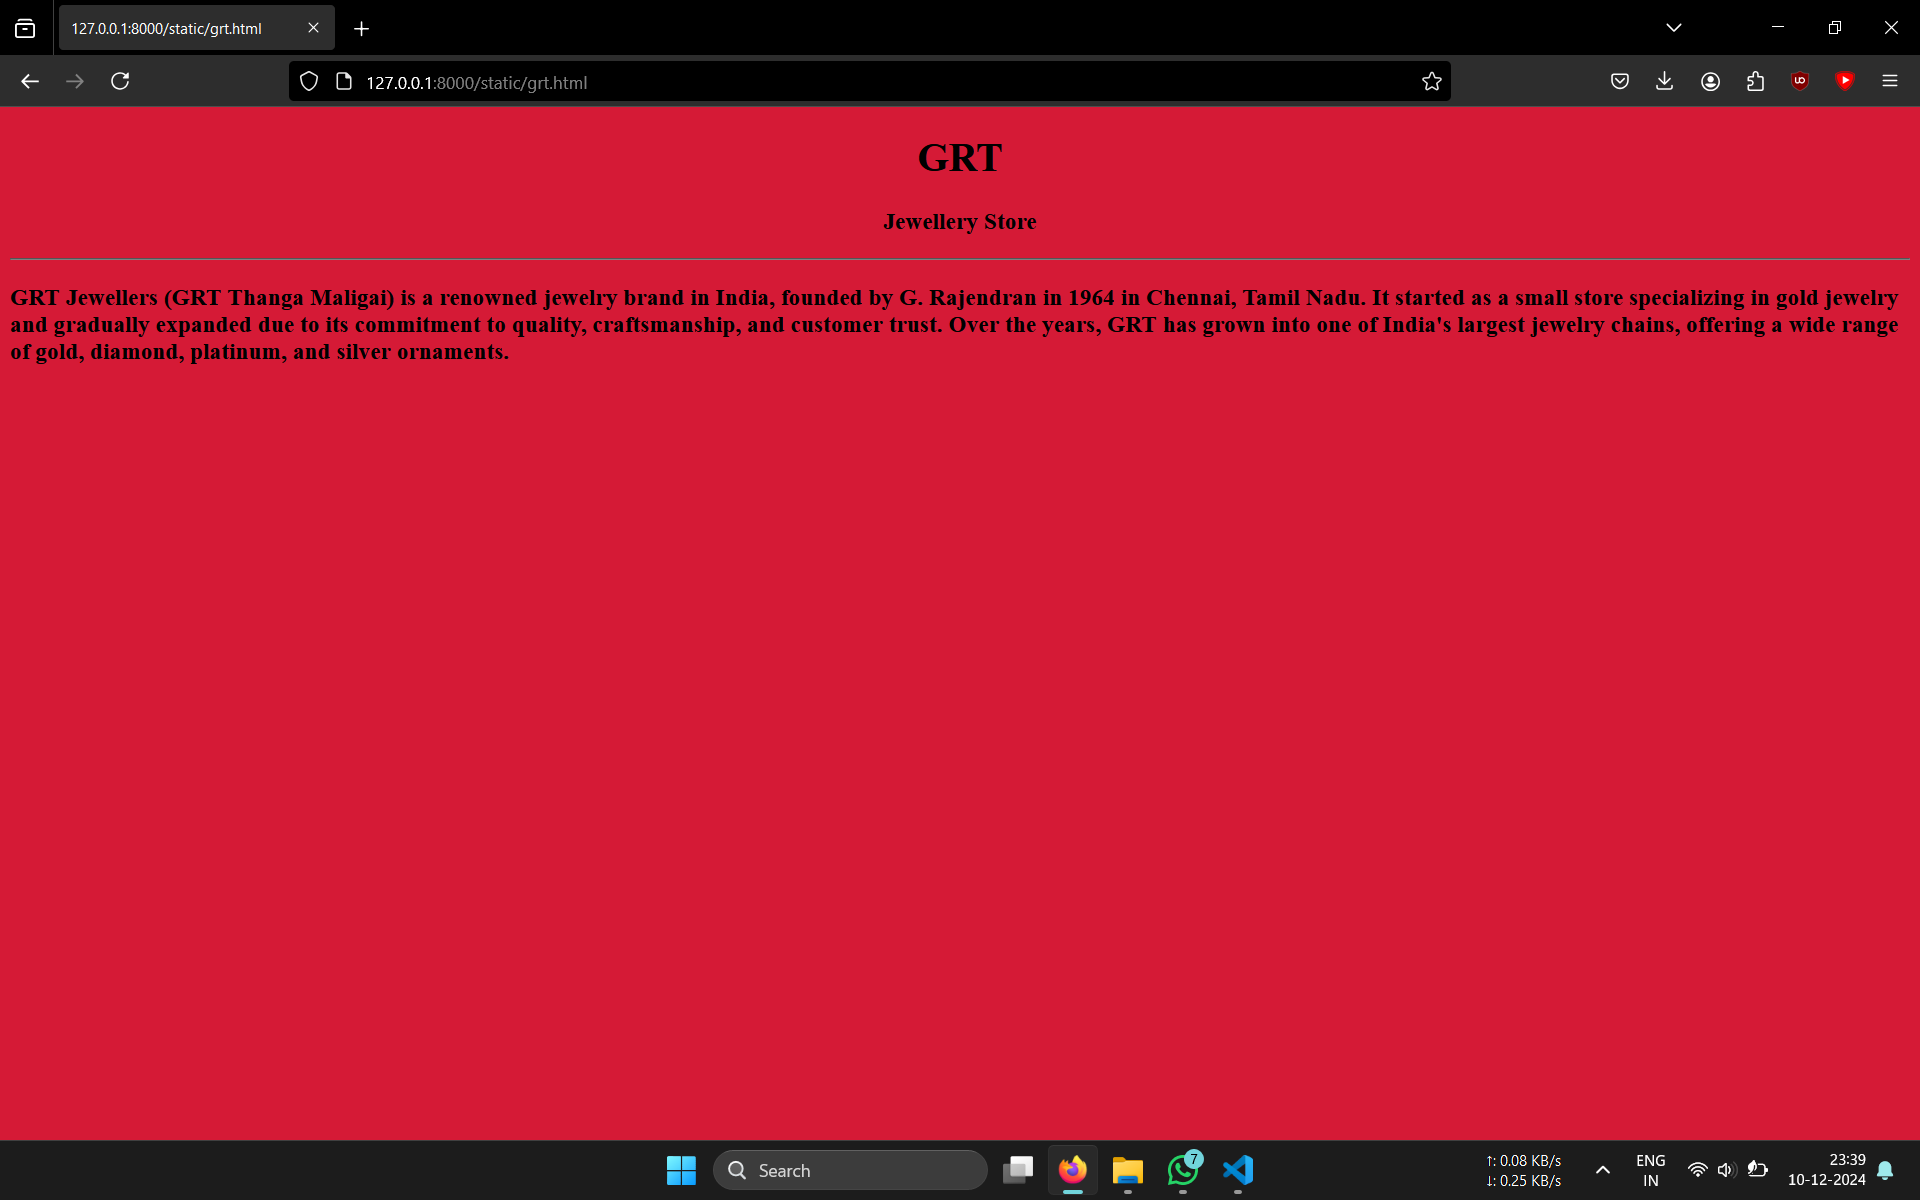 127.0.0.1:8000/static/grt.html
127.0.0.1:8000/static/grt.html
GRT
Jewellery Store
GRT Jewellers (GRT Thanga Maligai) is a renowned jewelry brand in India, founded by G. Rajendran in 1964 in Chennai, Tamil Nadu. It started as a small store specializing in gold jewelry
and gradually expanded due to its commitment to quality, craftsmanship, and customer trust. Over the years, GRT has grown into one of India's largest jewelry chains, offering a wide range
of gold, diamond, platinum, and silver ornaments.
Search
7
↑: 0.08 KB/s
↓: 0.25 KB/s
ENG
IN
23:39
10-12-2024